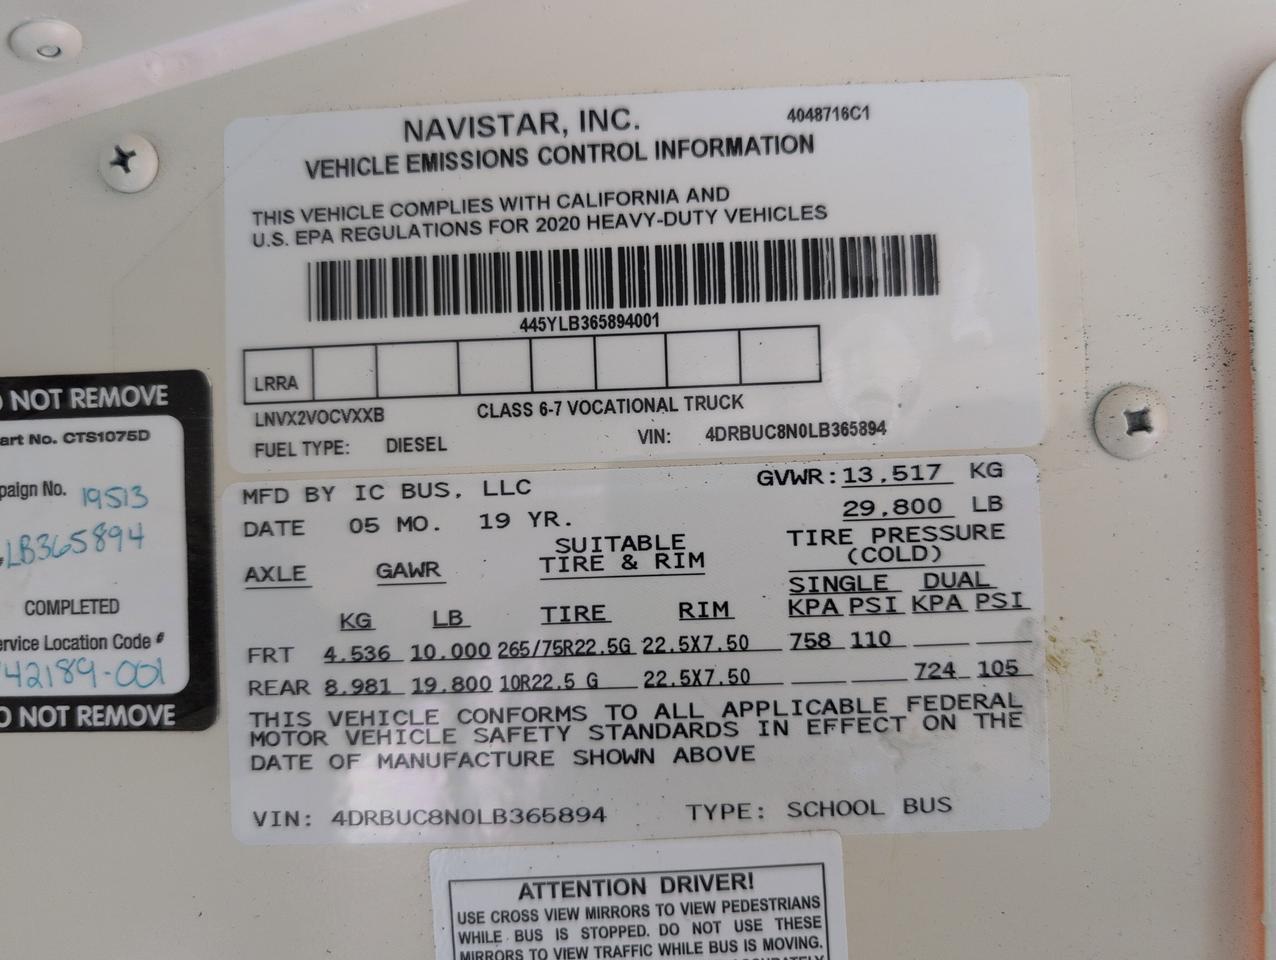 NAVISTAR, INC. 4048716C1
VEHICLE EMISSIONS CONTROL INFORMATION
THIS VEHICLE COMPLIES WITH CALIFORNIA AND
U.S. EPA REGULATIONS FOR 2020 HEAVY-DUTY VEHICLES
445YLB365894001
LRRA
LNVX2VOCVXXB CLASS 6-7 VOCATIONAL TRUCK
FUEL TYPE: DIESEL VIN: 4DRBUC8N0LB365894
MFD BY IC BUS, LLC GVWR: 13,517 KG
DATE 05 MO. 19 YR. 29,800 LB
SUITABLE TIRE PRESSURE
AXLE GAWR TIRE & RIM (COLD)
SINGLE DUAL
KG LB TIRE RIM KPA PSI KPA PSI
FRT 4.536 10.000 265/75R22.5G 22.5X7.50 758 110
REAR 8.981 19.800 10R22.5 G 22.5X7.50 724 105
THIS VEHICLE CONFORMS TO ALL APPLICABLE FEDERAL
MOTOR VEHICLE SAFETY STANDARDS IN EFFECT ON THE
DATE OF MANUFACTURE SHOWN ABOVE
VIN: 4DRBUC8N0LB365894 TYPE: SCHOOL BUS
NOT REMOVE
No. CTS1075D
No. 19513
LB365894
COMPLETED
Service Location Code #
42189-001
NOT REMOVE
ATTENTION DRIVER!
USE CROSS VIEW MIRRORS TO VIEW PEDESTRIANS
WHILE BUS IS STOPPED. DO NOT USE THESE
MIRRORS TO VIEW TRAFFIC WHILE BUS IS MOVING.